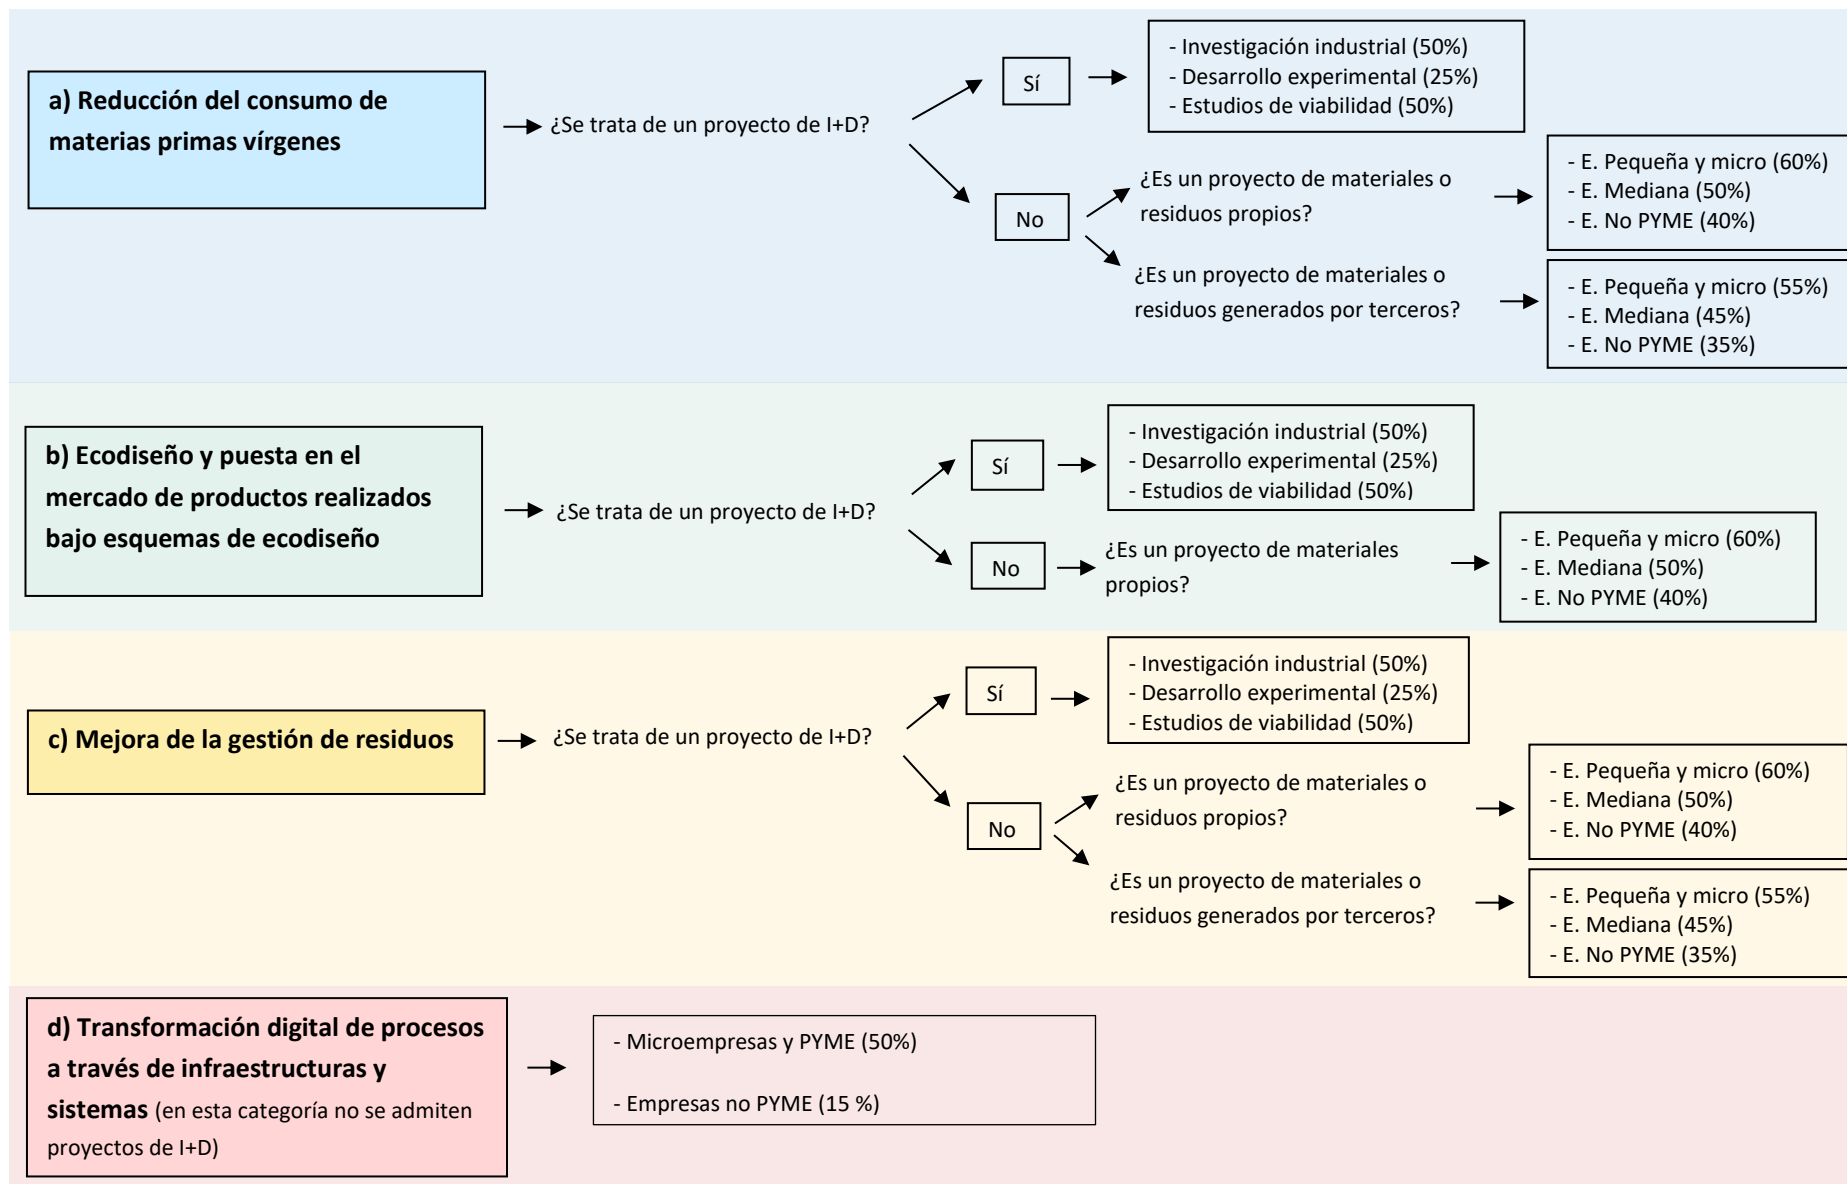 a) Reducción del consumo de
materias primas vírgenes
¿Se trata de un proyecto de I+D?
Sí
- Investigación industrial (50%)
- Desarrollo experimental (25%)
- Estudios de viabilidad (50%)
No
¿Es un proyecto de materiales o
residuos propios?
- E. Pequeña y micro (60%)
- E. Mediana (50%)
- E. No PYME (40%)
¿Es un proyecto de materiales o
residuos generados por terceros?
- E. Pequeña y micro (55%)
- E. Mediana (45%)
- E. No PYME (35%)
b) Ecodiseño y puesta en el
mercado de productos realizados
bajo esquemas de ecodiseño
¿Se trata de un proyecto de I+D?
Sí
- Investigación industrial (50%)
- Desarrollo experimental (25%)
- Estudios de viabilidad (50%)
No
¿Es un proyecto de materiales
propios?
- E. Pequeña y micro (60%)
- E. Mediana (50%)
- E. No PYME (40%)
c) Mejora de la gestión de residuos
¿Se trata de un proyecto de I+D?
Sí
- Investigación industrial (50%)
- Desarrollo experimental (25%)
- Estudios de viabilidad (50%)
No
¿Es un proyecto de materiales o
residuos propios?
- E. Pequeña y micro (60%)
- E. Mediana (50%)
- E. No PYME (40%)
¿Es un proyecto de materiales o
residuos generados por terceros?
- E. Pequeña y micro (55%)
- E. Mediana (45%)
- E. No PYME (35%)
d) Transformación digital de procesos
a través de infraestructuras y
sistemas (en esta categoría no se admiten
proyectos de I+D)
- Microempresas y PYME (50%)
- Empresas no PYME (15 %)